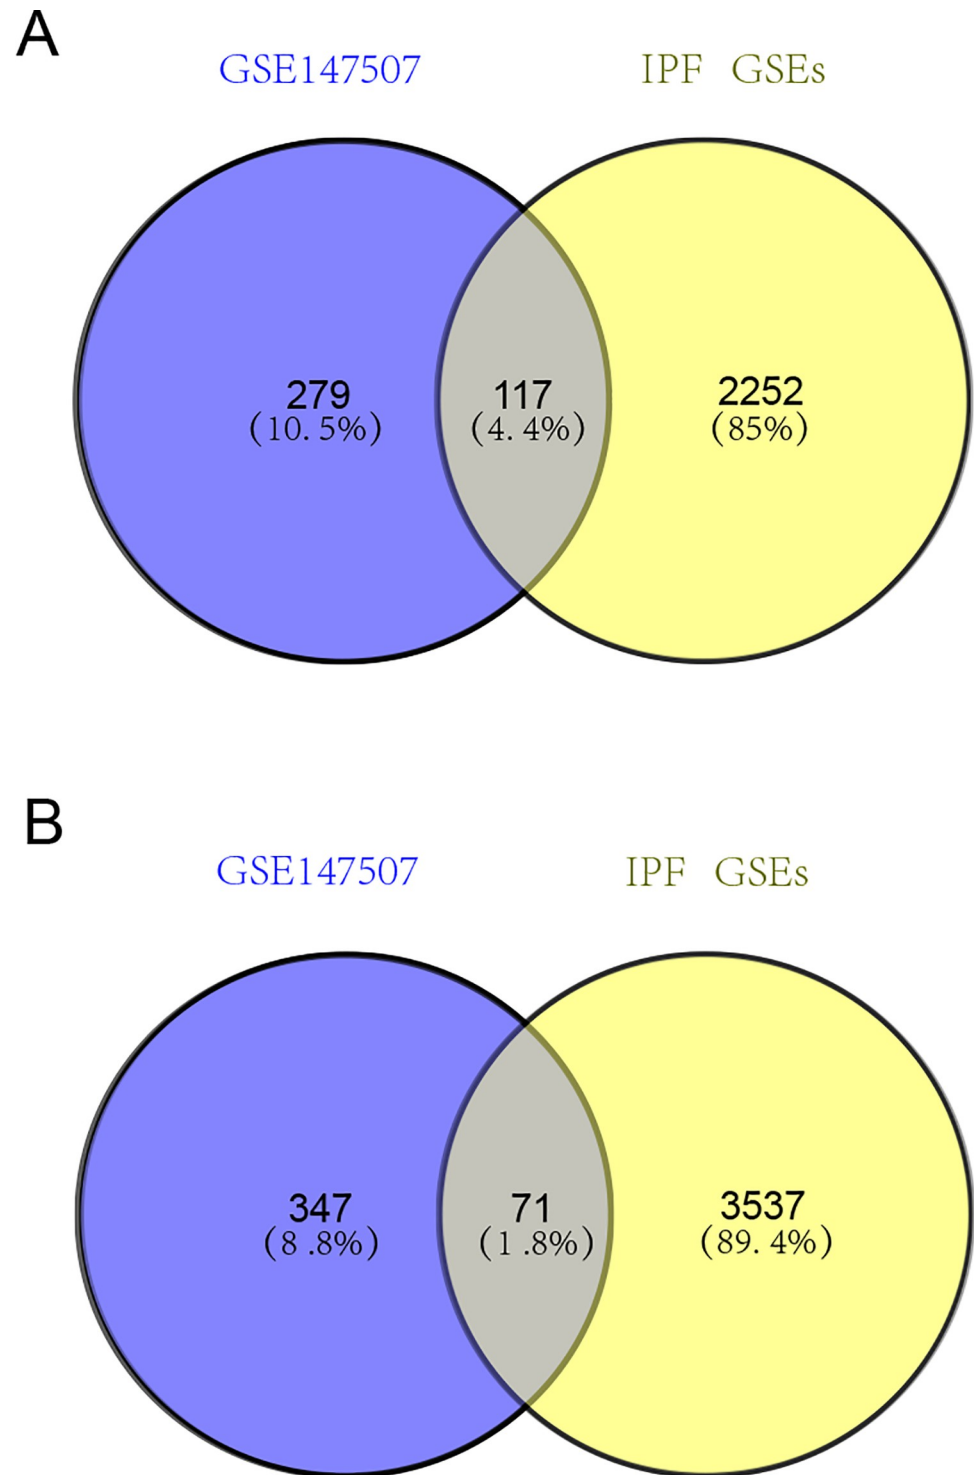 A
GSE147507 IPF GSEs
279 117 2252
(10. 5%) (4. 4%) (85%)
B
GSE147507 IPF GSEs
347 71 3537
(8 .8%) (1 .8%) (89. 4%)